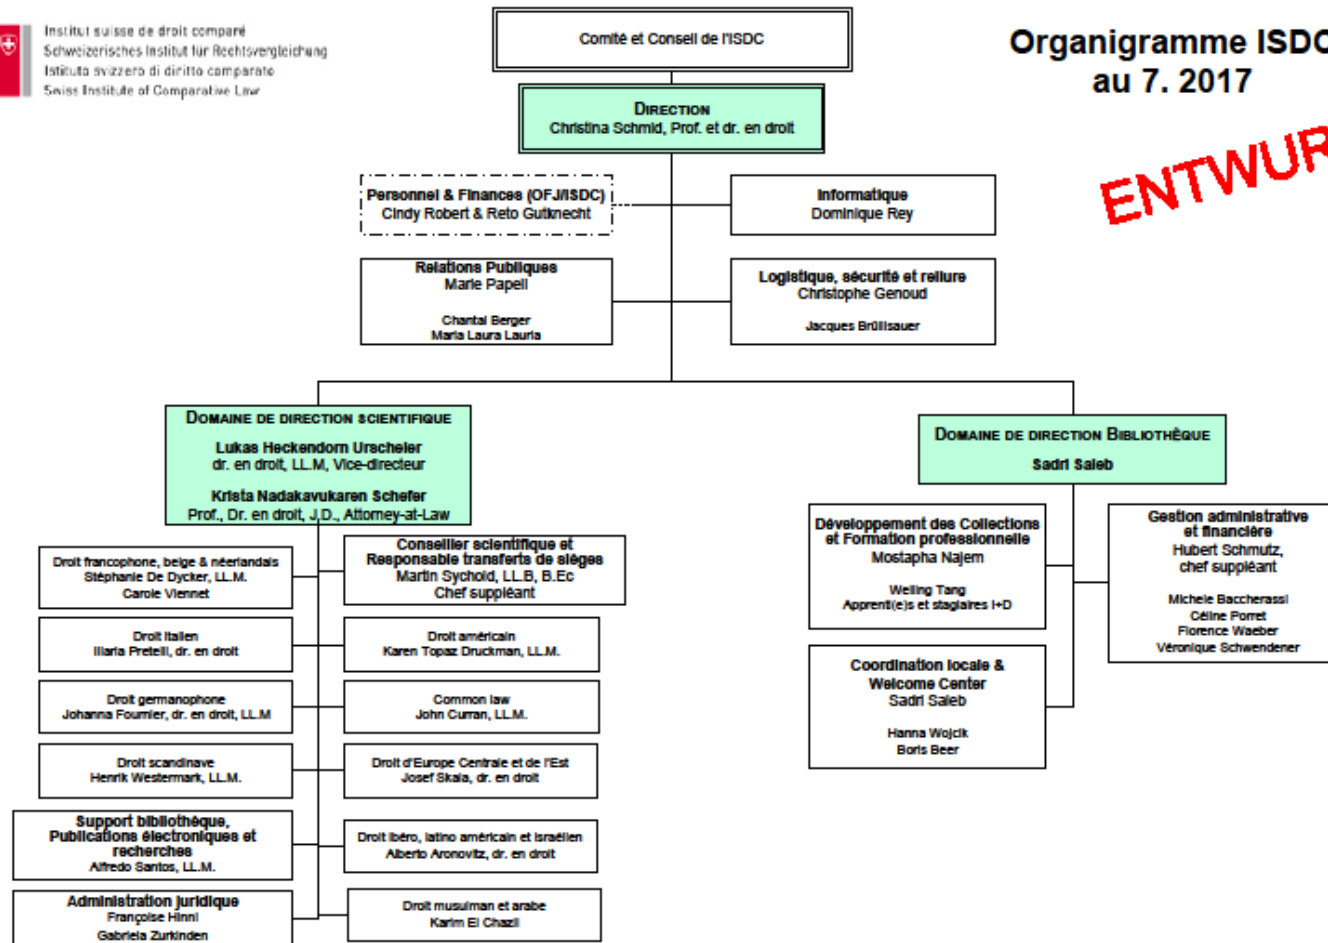 Institut suisse de droit comparé
Schweizerisches Institut für Rechtsvergleichung
Istituto svizzero di diritto comparato
Swiss Institute of Comparative Law
Comité et Conseil de l'ISDC
Organigramme ISDC
au 7. 2017
ENTWUR
DIRECTION
Christina Schmid, Prof. et dr. en droit
Personnel & Finances (OFJ/ISDC)
Cindy Robert & Reto Gutknecht
Informatique
Dominique Rey
Relations Publiques
Marie Papeil
Chantal Berger
Maria Laura Lauria
Logistique, sécurité et reliure
Christophe Genoud
Jacques Brülisauer
DOMAINE DE DIRECTION SCIENTIFIQUE
Lukas Heckendorn Urscheler
dr. en droit, LL.M, Vice-directeur
Krista Nadakavukaren Schefer
Prof., Dr. en droit, J.D., Attorney-at-Law
DOMAINE DE DIRECTION BIBLIOTHÈQUE
Sadri Saieb
Droit francophone, belge & néerlandais
Stéphanie De Dycker, LL.M.
Carole Viennet
Conseiller scientifique et
Responsable transferts de sièges
Martin Sychold, LL.B, B.Ec
Chef suppléant
Droit italien
Ilaria Pretelli, dr. en droit
Droit américain
Karen Topaz Druckman, LL.M.
Droit germanophone
Johanna Fournier, dr. en droit, LL.M
Common law
John Curran, LL.M.
Droit scandinave
Henrik Westermark, LL.M.
Droit d'Europe Centrale et de l'Est
Josef Skala, dr. en droit
Support bibliothèque,
Publications électroniques et
recherches
Alfredo Santos, LL.M.
Droit ibéro, latino américain et israélien
Alberto Aronovitz, dr. en droit
Administration juridique
Françoise Hinni
Gabriela Zurkinden
Droit musulman et arabe
Karim El Chazli
Développement des Collections
et Formation professionnelle
Mostapha Najem
Weiling Tang
Apprenti(e)s et stagiaires I+D
Gestion administrative
et financière
Hubert Schmutz,
chef suppléant
Michele Baccherassi
Céline Porret
Florence Waeber
Véronique Schwendener
Coordination locale &
Welcome Center
Sadri Saieb
Hanna Wojcik
Boris Beer